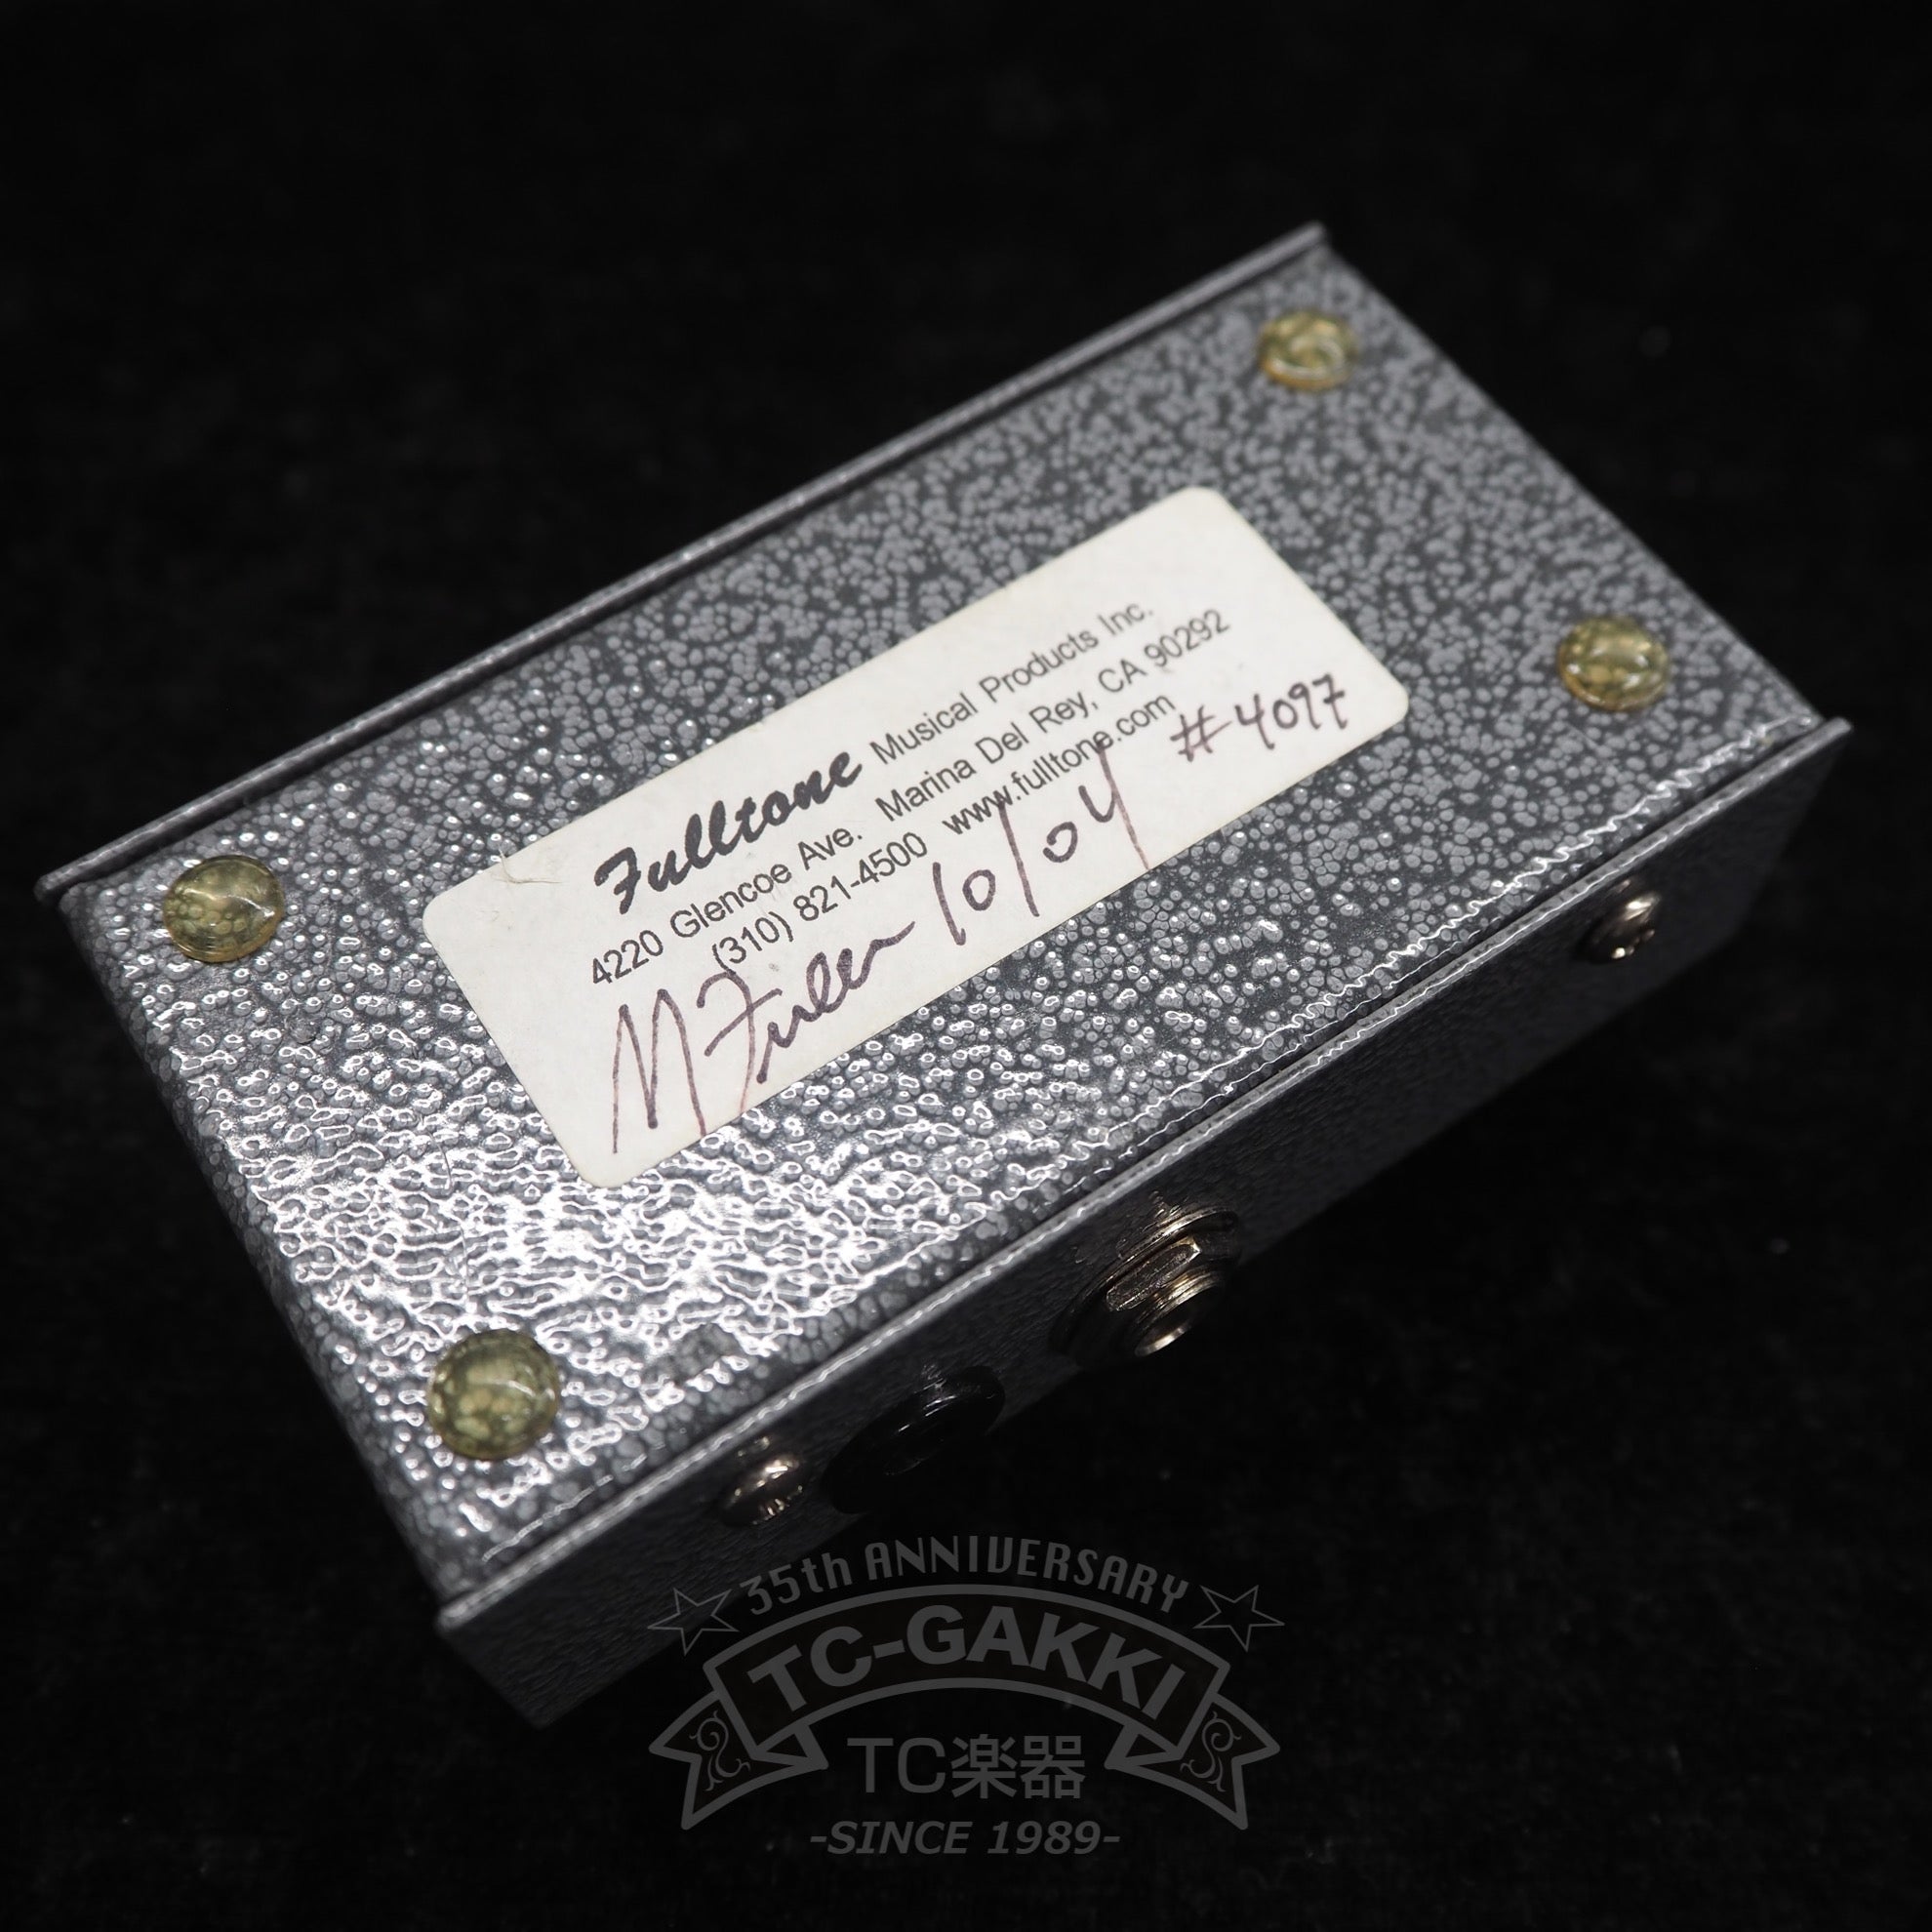 Fulltone Musical Products Inc.
4220 Glencoe Ave. Marina Del Rey, CA 90292
(310) 821-4500 www.fulltone.com
#4097
M Fuller 10/04
35th ANNIVERSARY
TC-GAKKI
TC楽器
-SINCE 1989-